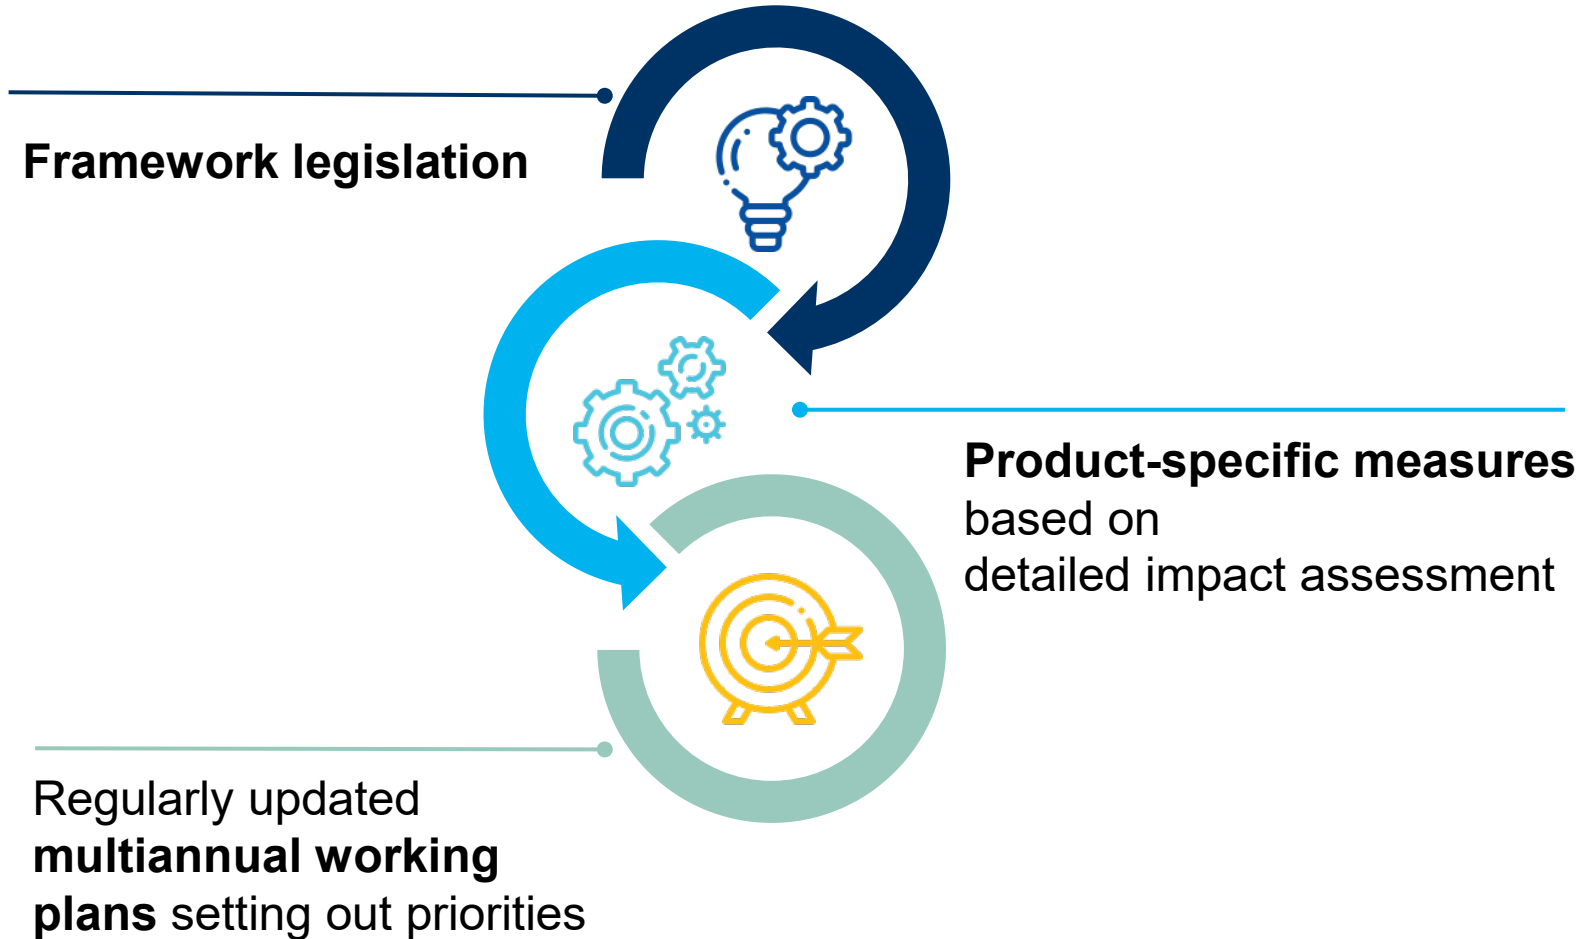 Framework legislation
Product-specific measures
based on
detailed impact assessment
Regularly updated
multiannual working
plans setting out priorities